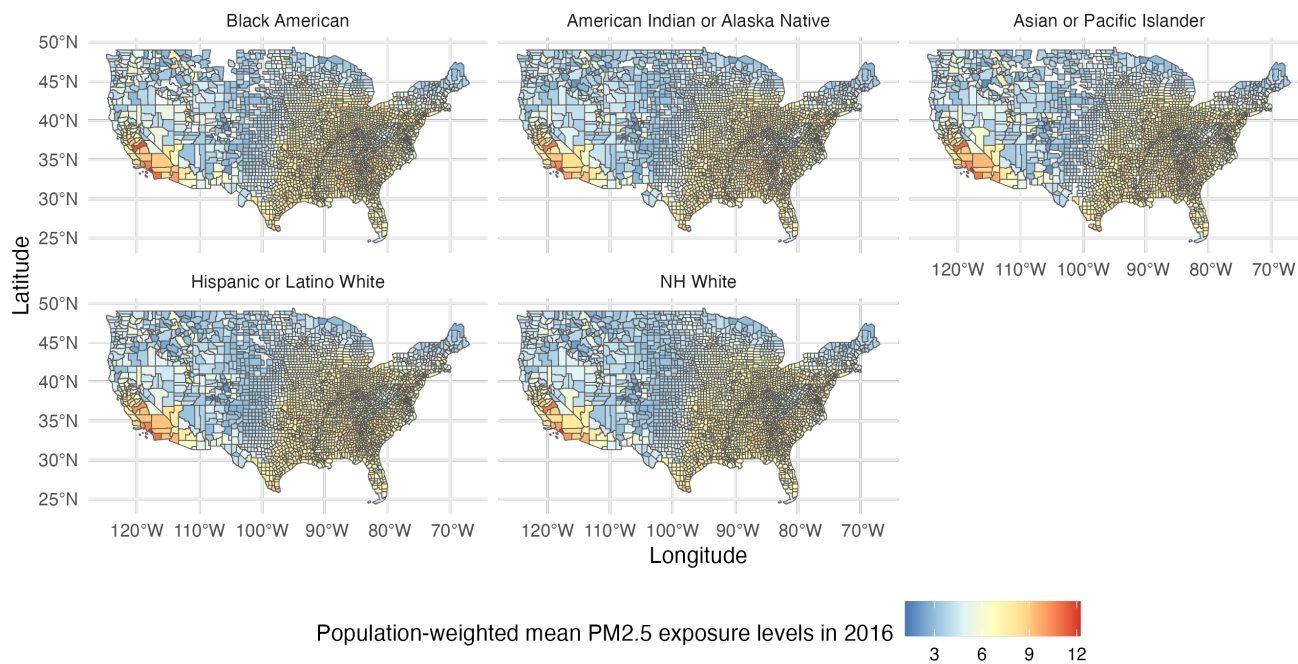 Black American
American Indian or Alaska Native
Asian or Pacific Islander
50°N
45°N
40°N
35°N
30°N
25°N
120°W 110°W 100°W 90°W 80°W 70°W
Hispanic or Latino White
NH White
50°N
45°N
40°N
35°N
30°N
25°N
120°W 110°W 100°W 90°W 80°W 70°W
120°W 110°W 100°W 90°W 80°W 70°W
Latitude
Longitude
Population-weighted mean PM2.5 exposure levels in 2016
3 6 9 12